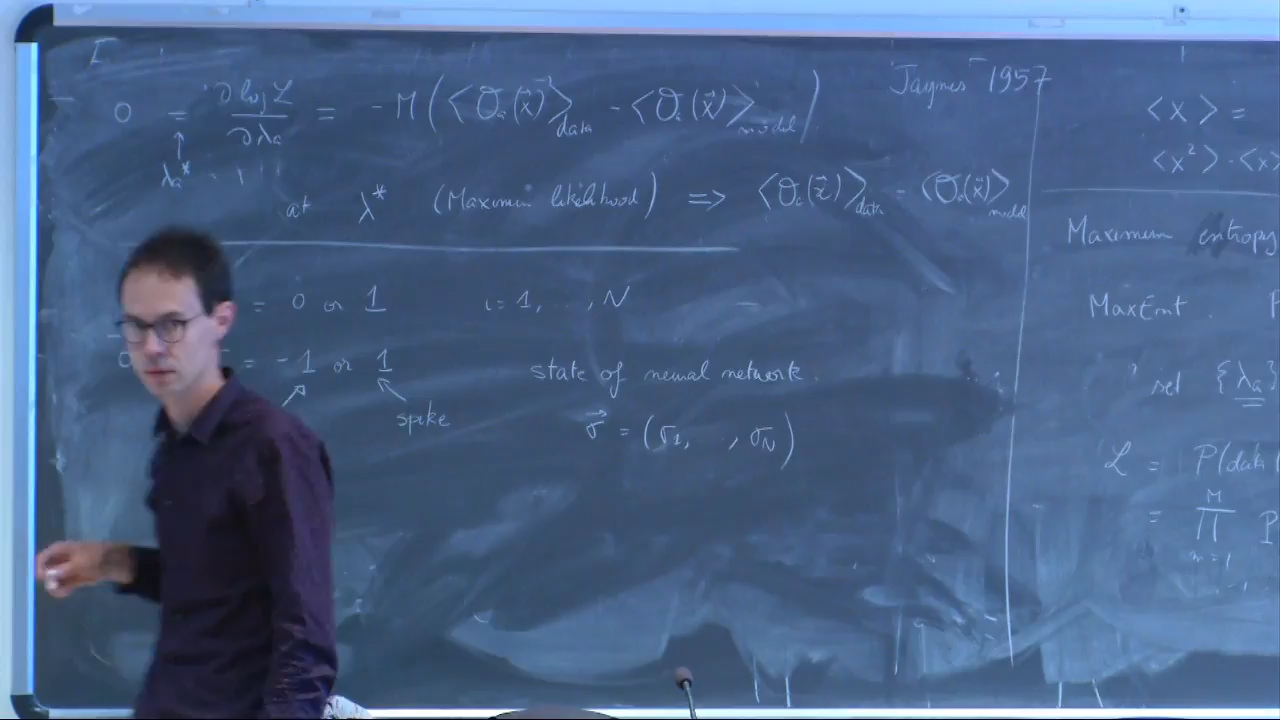 0 = ∂ log ℒ / ∂λₐ = - M ( ⟨𝒪ₐ(x⃗)⟩data - ⟨𝒪ₐ(x⃗)⟩model )
λₐ*
at λ* (Maximum likelihood) => ⟨𝒪ₐ(x⃗)⟩data = ⟨𝒪ₐ(x⃗)⟩model
= 0 or 1 i = 1, .., N
= -1 or 1
spike
state of neural network.
σ⃗ = (σ1, .., σN)
Jaynes 1957
⟨x⟩ =
⟨x²⟩ - ⟨x
Maximum entropy
MaxEnt. P
set {λₐ}
ℒ = P(data
= ∏ P
M
n=1